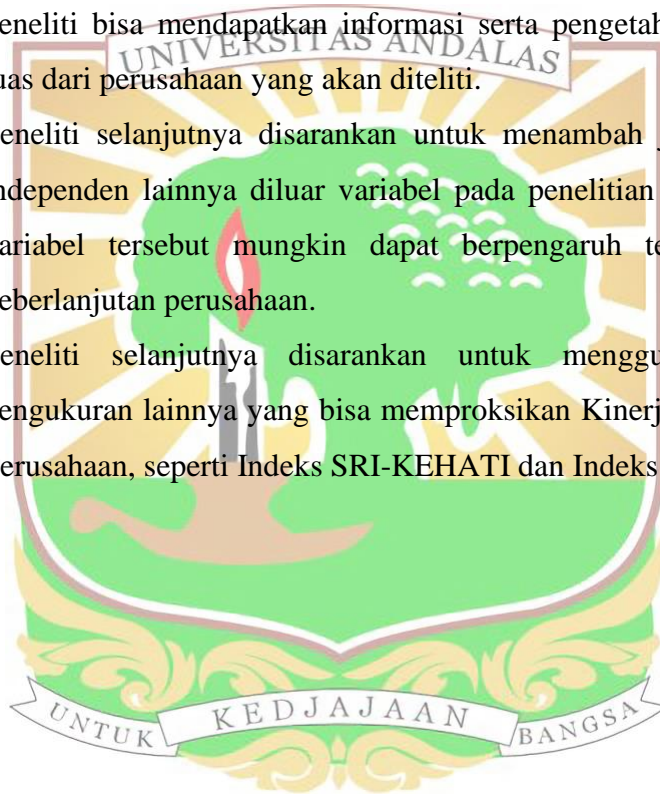 eneliti bisa mendapatkan informasi serta pengetah
UNIVERSITAS ANDALAS
uas dari perusahaan yang akan diteliti.
eneliti selanjutnya disarankan untuk menambah
ndependen lainnya diluar variabel pada penelitian
ariabel tersebut mungkin dapat berpengaruh te
eberlanjutan perusahaan.
eneliti selanjutnya disarankan untuk menggu
engukuran lainnya yang bisa memproksikan Kinerj
erusahaan, seperti Indeks SRI-KEHATI dan Indeks
UNTUK KEDJAJAAN BANGSA